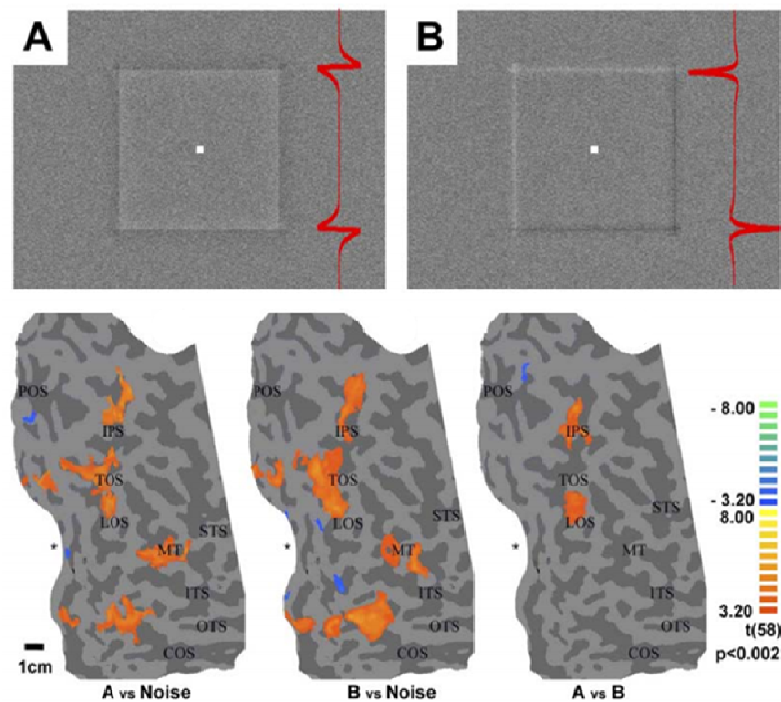 A
B
POS
IPS
TOS
LOS
STS
*
MT
ITS
OTS
COS
1cm
A vs Noise
POS
IPS
TOS
LOS
STS
*
MT
ITS
OTS
COS
B vs Noise
POS
IPS
TOS
LOS
STS
*
MT
ITS
OTS
COS
A vs B
- 8.00
- 3.20
8.00
3.20
t(58)
p<0.002